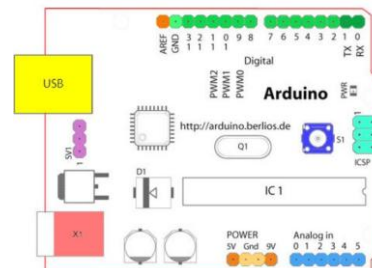 AREF
GND
13
12
11
10
9
8
7
6
5
4
3
2
1
0
TX
RX
Digital
USB
PWM2
PWM1
PWM0
Arduino
PWR
http://arduino.berlios.de
SV1
1
Q1
S1
1
ICSP
D1
IC 1
X1
POWER
5V Gnd 9V
Analog in
0 1 2 3 4 5